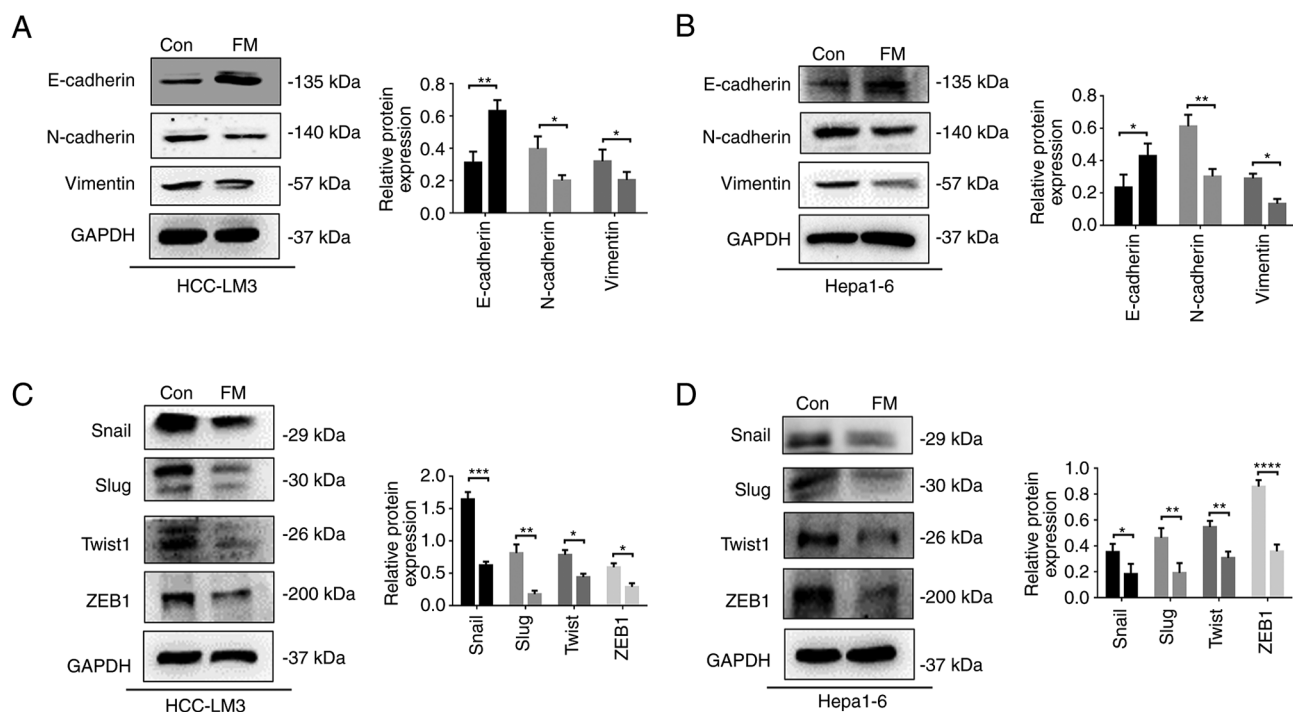 A
Con FM
E-cadherin -135 kDa
N-cadherin -140 kDa
Vimentin -57 kDa
GAPDH -37 kDa
HCC-LM3
Relative protein
expression
0.8
0.6
0.4
0.2
0.0
** * *
E-cadherin
N-cadherin
Vimentin
B
Con FM
E-cadherin -135 kDa
N-cadherin -140 kDa
Vimentin -57 kDa
GAPDH -37 kDa
Hepa1-6
Relative protein
expression
0.8
0.6
0.4
0.2
0.0
* ** *
E-cadherin
N-cadherin
Vimentin
C
Con FM
Snail -29 kDa
Slug -30 kDa
Twist1 -26 kDa
ZEB1 -200 kDa
GAPDH -37 kDa
HCC-LM3
Relative protein
expression
2.0
1.5
1.0
0.5
0.0
*** ** * *
Snail
Slug
Twist
ZEB1
D
Con FM
Snail -29 kDa
Slug -30 kDa
Twist1 -26 kDa
ZEB1 -200 kDa
GAPDH -37 kDa
Hepa1-6
Relative protein
expression
1.0
0.8
0.6
0.4
0.2
0.0
* ** ** ****
Snail
Slug
Twist
ZEB1